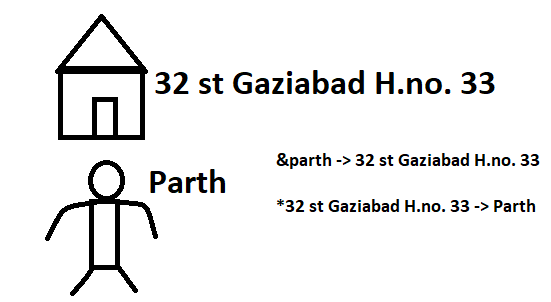 32 st Gaziabad H.no. 33
&parth -> 32 st Gaziabad H.no. 33
Parth
*32 st Gaziabad H.no. 33 -> Parth